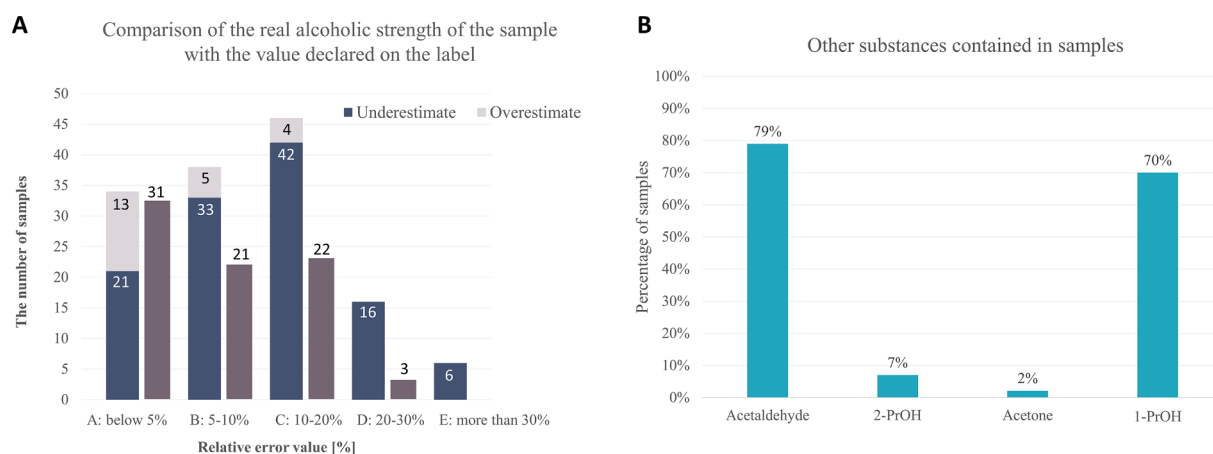 A
Comparison of the real alcoholic strength of the sample
with the value declared on the label
50
45
40
35
30
25
20
15
10
5
0
The number of samples
Underestimate
Overestimate
13
21
31
5
33
21
4
42
22
16
3
6
A: below 5%
B: 5-10%
C: 10-20%
D: 20-30%
E: more than 30%
Relative error value [%]
B
Other substances contained in samples
100%
90%
80%
70%
60%
50%
40%
30%
20%
10%
0%
Percentage of samples
79%
7%
2%
70%
Acetaldehyde
2-PrOH
Acetone
1-PrOH